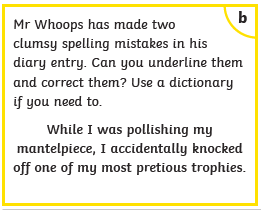 b
Mr Whoops has made two
clumsy spelling mistakes in his
diary entry. Can you underline them
and correct them? Use a dictionary
if you need to.
While I was pollishing my
mantelpiece, I accidentally knocked
off one of my most pretious trophies.